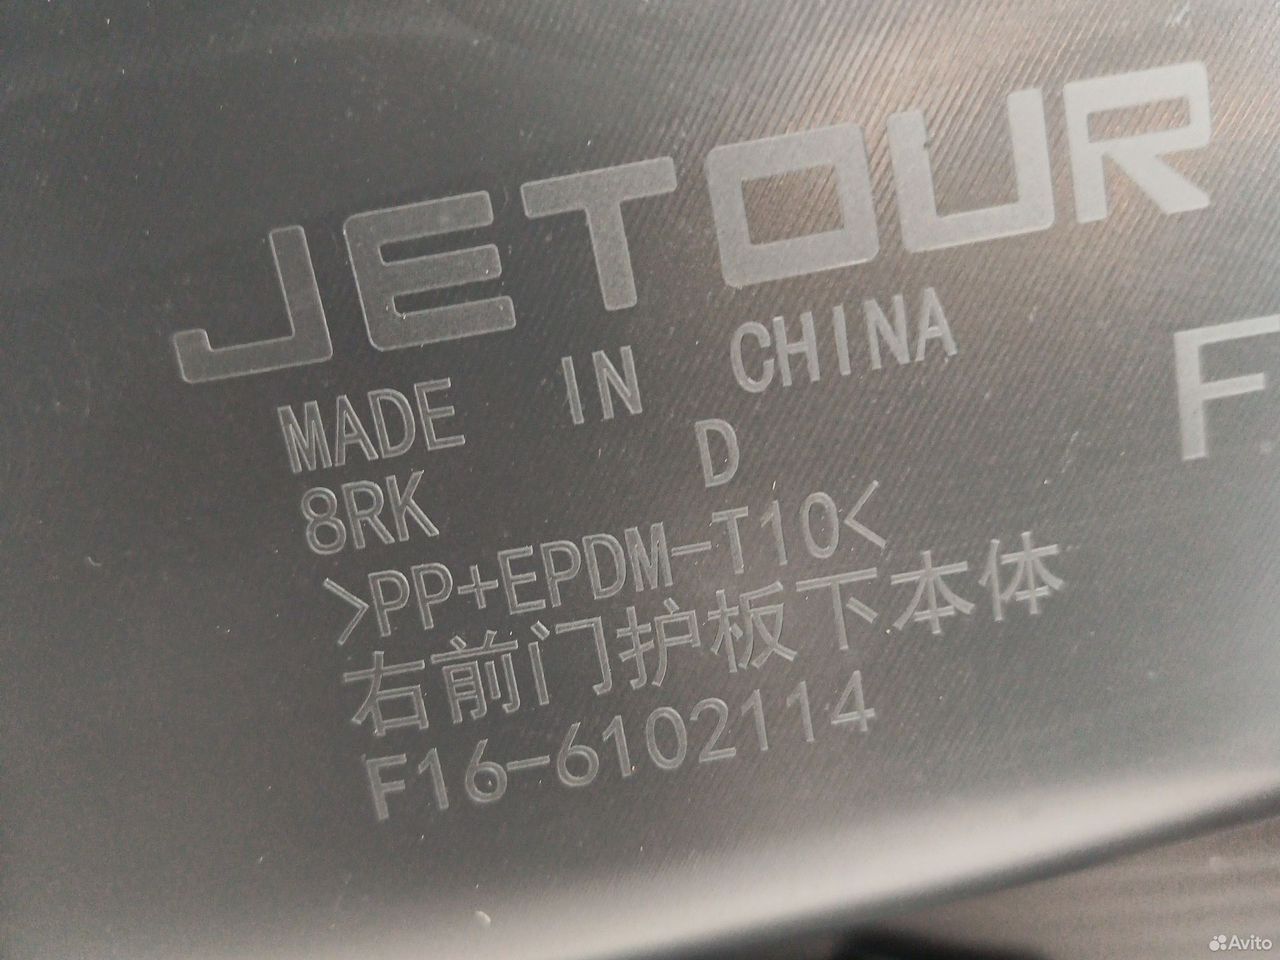 JETOUR
MADE IN CHINA
F
8RK D
>PP+EPDM-T10<
右前门护板下本体
F16-6102114
Avito